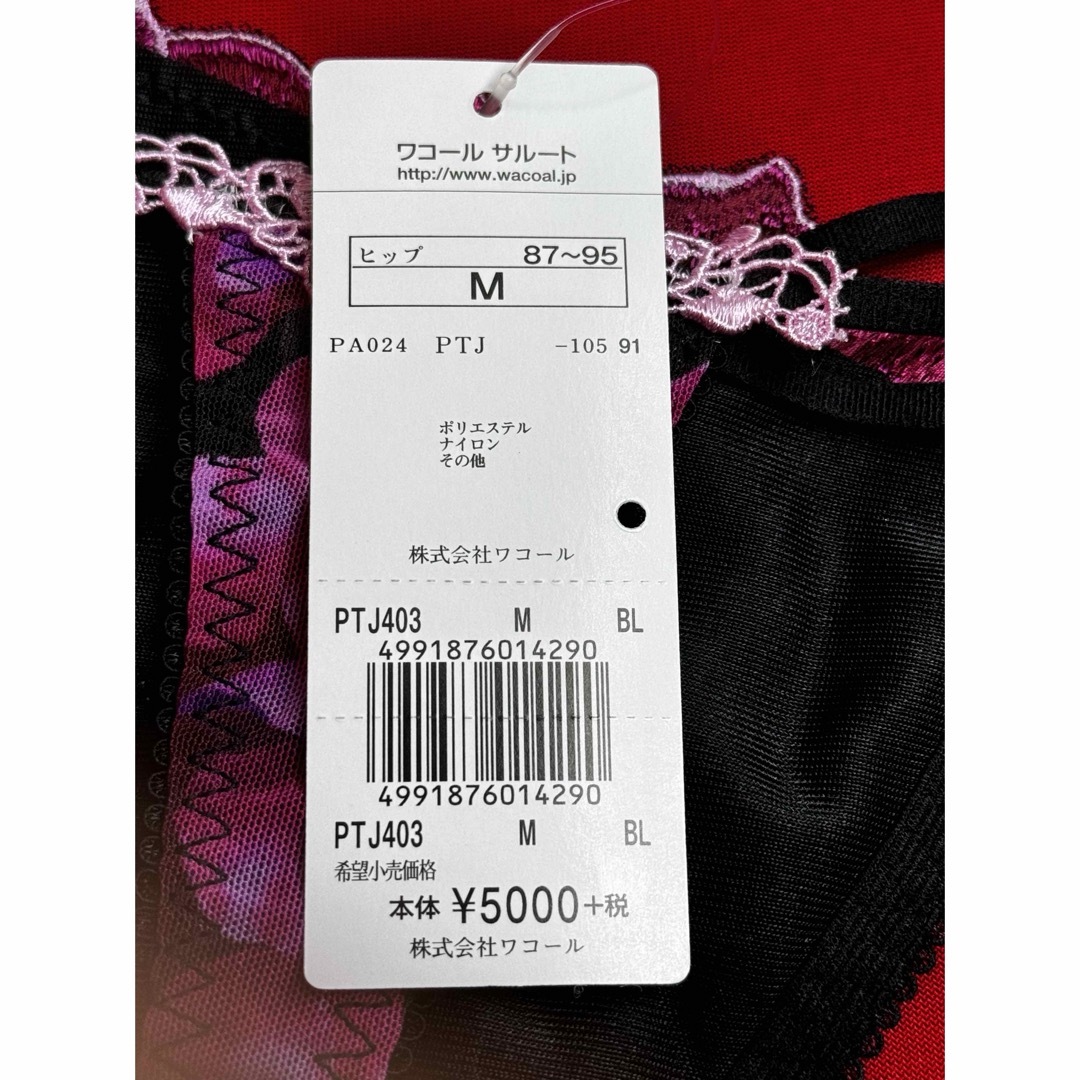 ワコール サルート
http://www.wacoal.jp
ヒップ 87~95
M
PA024 PTJ -105 91
ポリエステル
ナイロン
その他
株式会社ワコール
PTJ403 M BL
4991876014290
4991876014290
PTJ403 M BL
希望小売価格
本体 ¥5000+税
株式会社ワコール